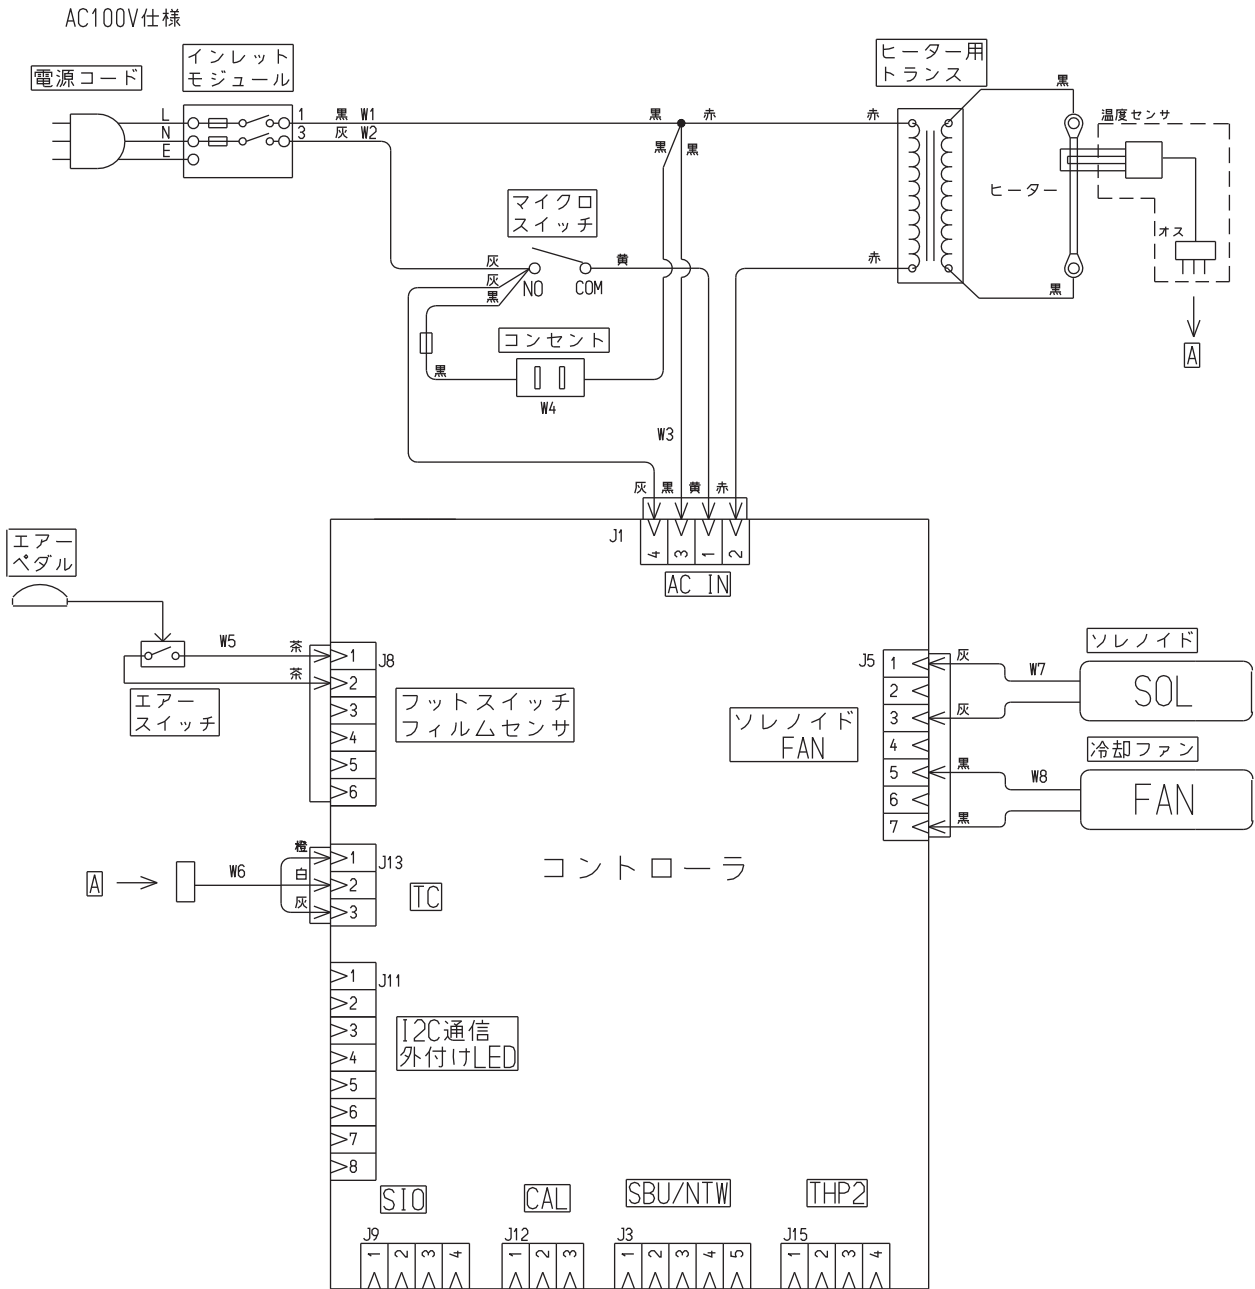 AC100V仕様
電源コード
インレット
モジュール
ヒーター用
トランス
L
N
E
1
3
黒 W1
灰 W2
黒
赤
黒
黒
赤
黒
温度センサ
ヒーター
オス
赤
黒
A
マイクロ
スイッチ
灰
灰
黒
NO
COM
黄
コンセント
黒
W4
W3
灰 黒 黄 赤
J1
4 3 1 2
AC IN
エアー
ペダル
W5
茶
茶
エアー
スイッチ
J8
1
2
3
4
5
6
フットスイッチ
フィルムセンサ
ソレノイド
FAN
J5
1
2
3
4
5
6
7
灰
W7
灰
ソレノイド
SOL
冷却ファン
黒
W8
黒
FAN
コントローラ
A
W6
橙
白
灰
J13
1
2
3
TC
J11
1
2
3
4
5
6
7
8
I2C通信
外付けLED
SIO
J9
1 2 3 4
CAL
J12
1 2 3
SBU/NTW
J3
1 2 3 4 5
THP2
J15
1 2 3 4